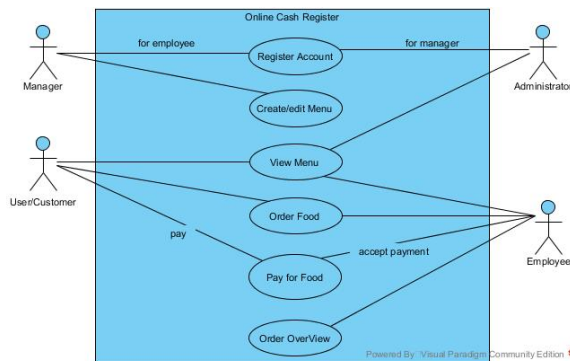 Online Cash Register
for employee
for manager
Register Account
Manager
Administrator
Create/edit Menu
View Menu
User/Customer
Order Food
pay
accept payment
Employee
Pay for Food
Order OverView
Powered By Visual Paradigm Community Edition